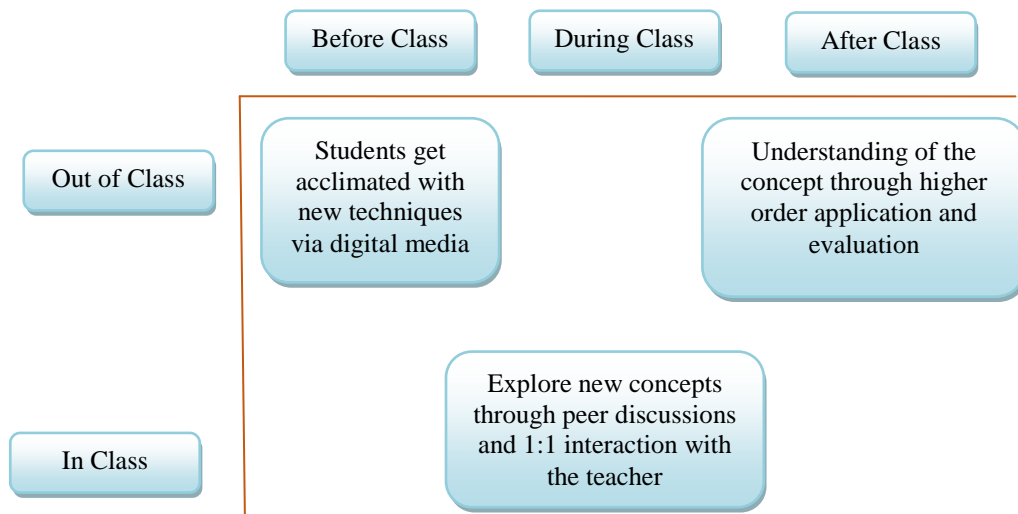 Before Class
During Class
After Class
Out of Class
Students get
acclimated with
new techniques
via digital media
Understanding of the
concept through higher
order application and
evaluation
In Class
Explore new concepts
through peer discussions
and 1:1 interaction with
the teacher